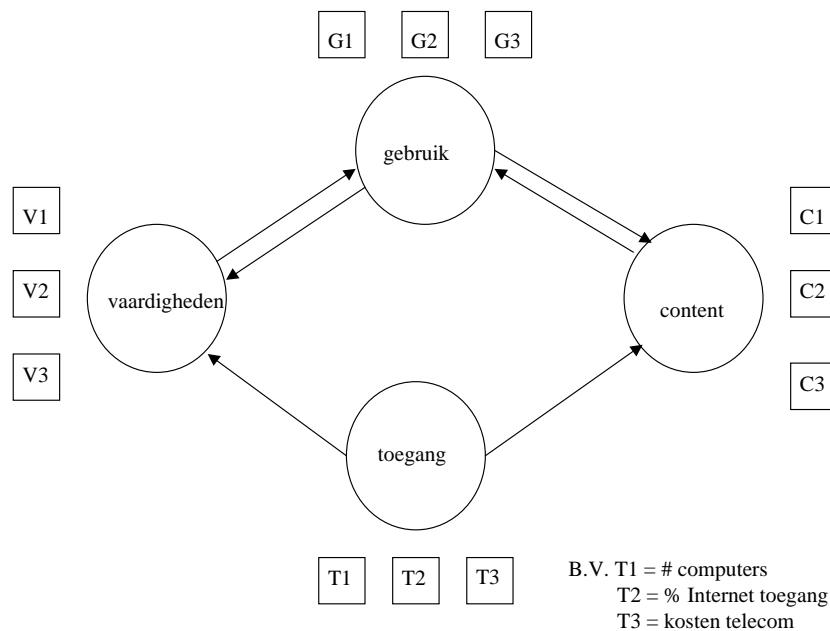 G1 G2 G3
gebruik
V1
C1
V2
vaardigheden
content
C2
V3
C3
toegang
T1 T2 T3
B.V. T1 = # computers
T2 = % Internet toegang
T3 = kosten telecom